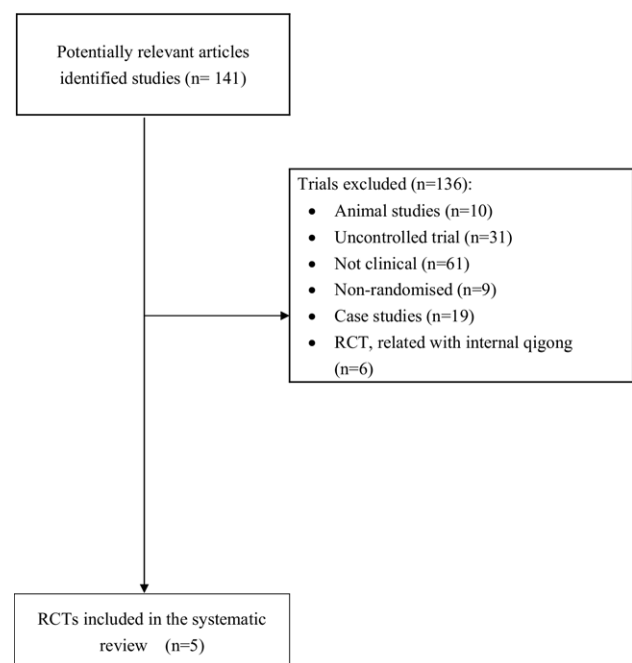 Potentially relevant articles
identified studies (n= 141)
Trials excluded (n=136):
• Animal studies (n=10)
• Uncontrolled trial (n=31)
• Not clinical (n=61)
• Non-randomised (n=9)
• Case studies (n=19)
• RCT, related with internal qigong
(n=6)
RCTs included in the systematic
review (n=5)